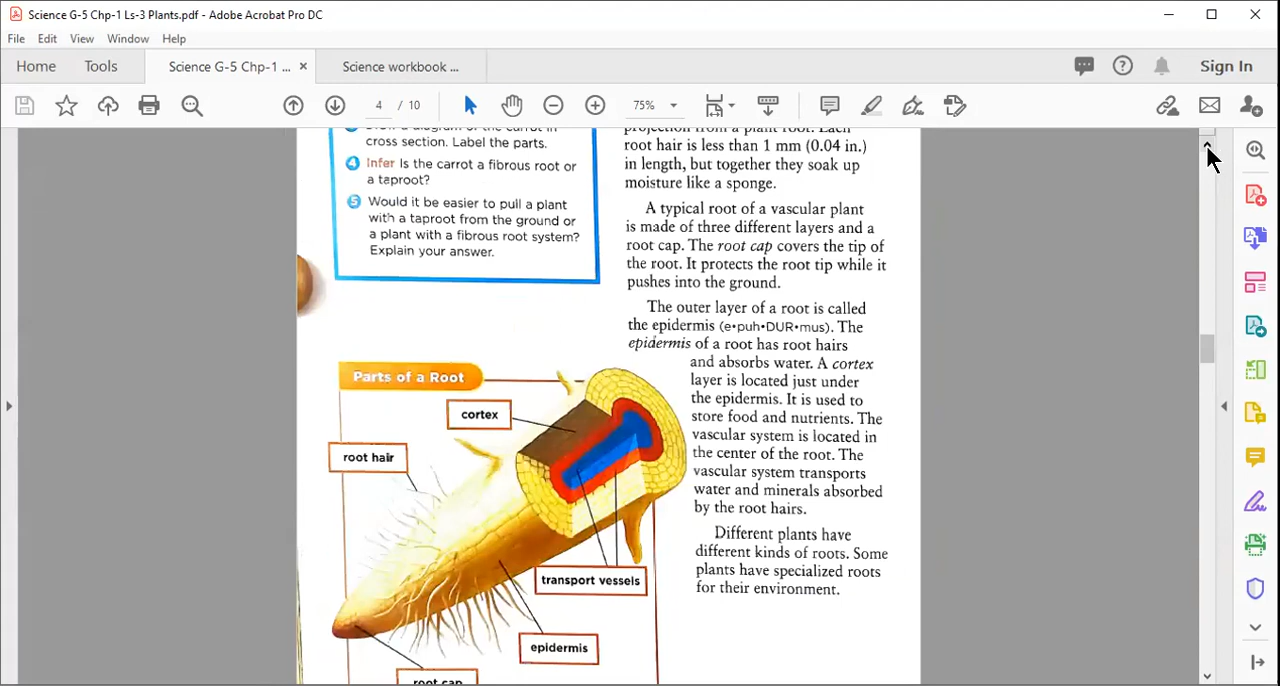 Science G-5 Chp-1 Ls-3 Plants.pdf - Adobe Acrobat Pro DC
File Edit View Window Help
Home Tools Science G-5 Chp-1 ... × Science workbook ... Sign In
4 / 10 75%
cross section. Label the parts.
4 Infer Is the carrot a fibrous root or
a taproot?
5 Would it be easier to pull a plant
with a taproot from the ground or
a plant with a fibrous root system?
Explain your answer.
projection from a plant root. Each
root hair is less than 1 mm (0.04 in.)
in length, but together they soak up
moisture like a sponge.
A typical root of a vascular plant
is made of three different layers and a
root cap. The root cap covers the tip of
the root. It protects the root tip while it
pushes into the ground.
The outer layer of a root is called
the epidermis (e•puh•DUR•mus). The
epidermis of a root has root hairs
and absorbs water. A cortex
layer is located just under
the epidermis. It is used to
store food and nutrients. The
vascular system is located in
the center of the root. The
vascular system transports
water and minerals absorbed
by the root hairs.
Different plants have
different kinds of roots. Some
plants have specialized roots
for their environment.
Parts of a Root
cortex
root hair
transport vessels
epidermis
root cap